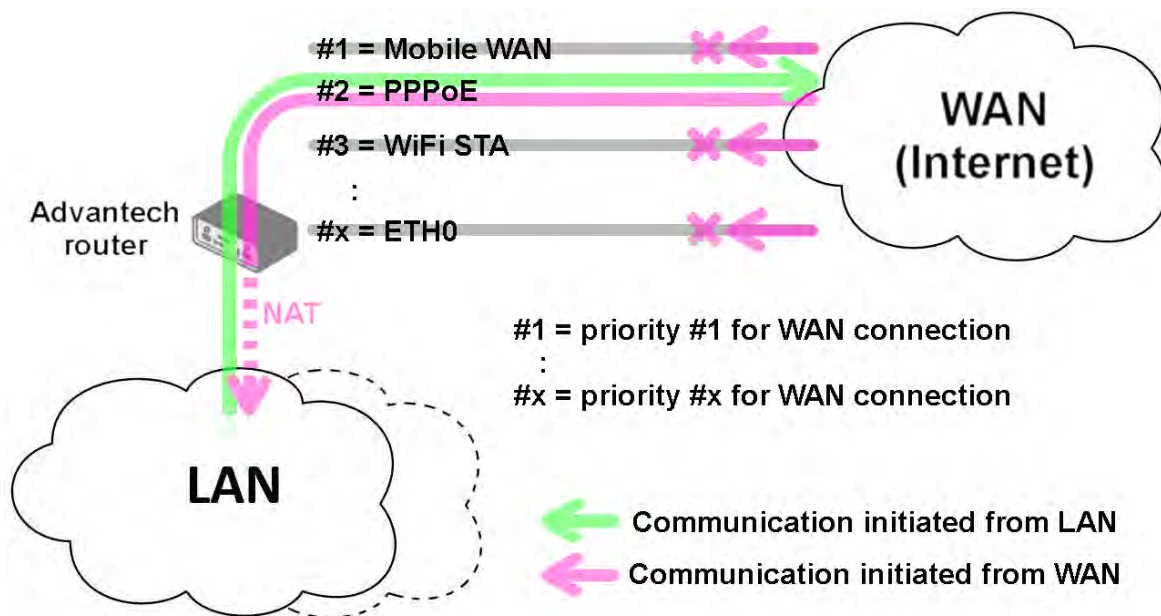 #1 = Mobile WAN
#2 = PPPoE
#3 = WiFi STA
:
#x = ETH0
WAN
(Internet)
Advantech
router
NAT
#1 = priority #1 for WAN connection
:
#x = priority #x for WAN connection
LAN
Communication initiated from LAN
Communication initiated from WAN